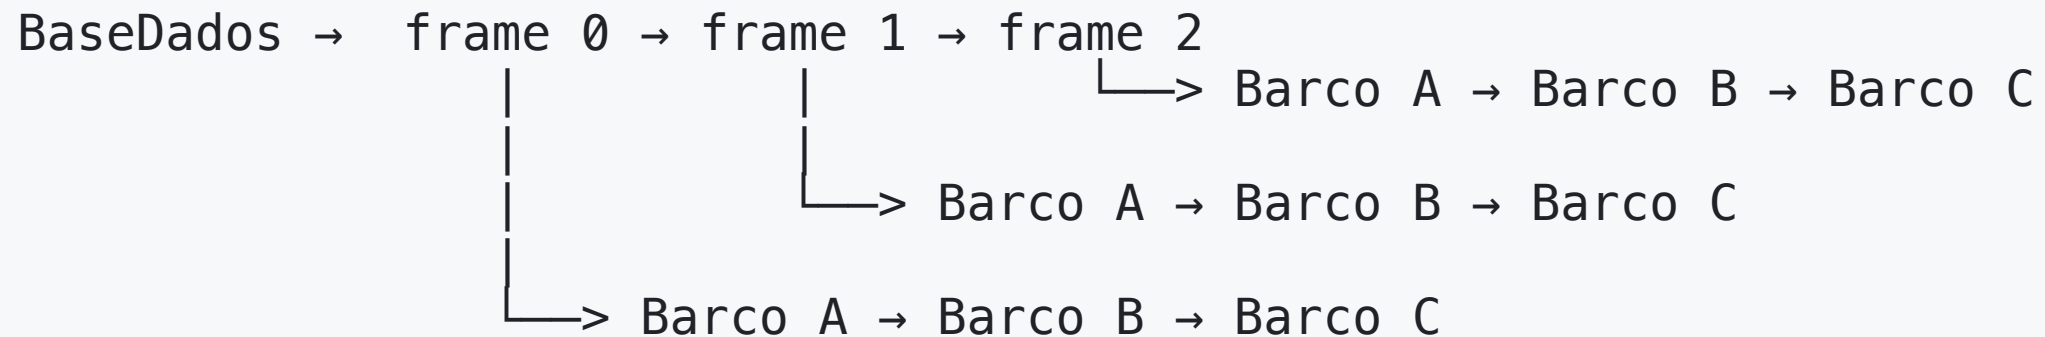 BaseDados →  frame 0 → frame 1 → frame 2
└──> Barco A → Barco B → Barco C
└──> Barco A → Barco B → Barco C
└──> Barco A → Barco B → Barco C